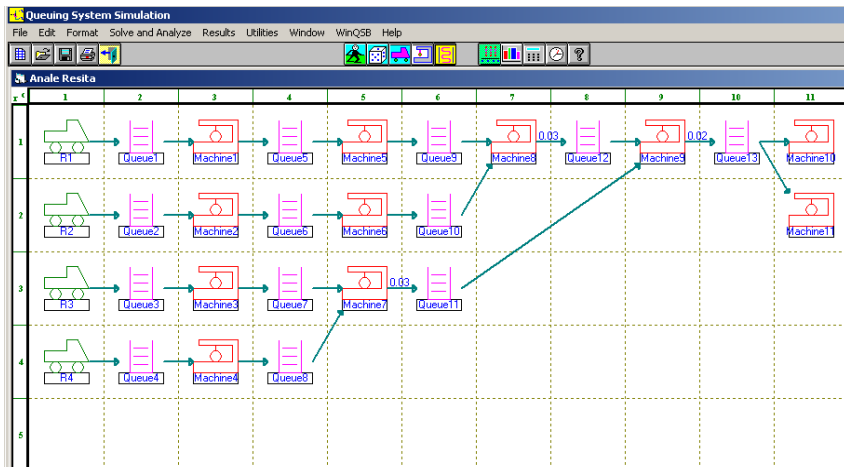 Queuing System Simulation
File Edit Format Solve and Analyze Results Utilities Window WinQSB Help
Anale Resita
r c 1 2 3 4 5 6 7 8 9 10 11
1 R1 Queue1 Machine1 Queue5 Machine5 Queue9 Machine8 0.03 Queue12 Machine9 0.02 Queue13 Machine10
2 R2 Queue2 Machine2 Queue6 Machine6 Queue10 Machine11
3 R3 Queue3 Machine3 Queue7 Machine7 0.03 Queue11
4 R4 Queue4 Machine4 Queue8
5